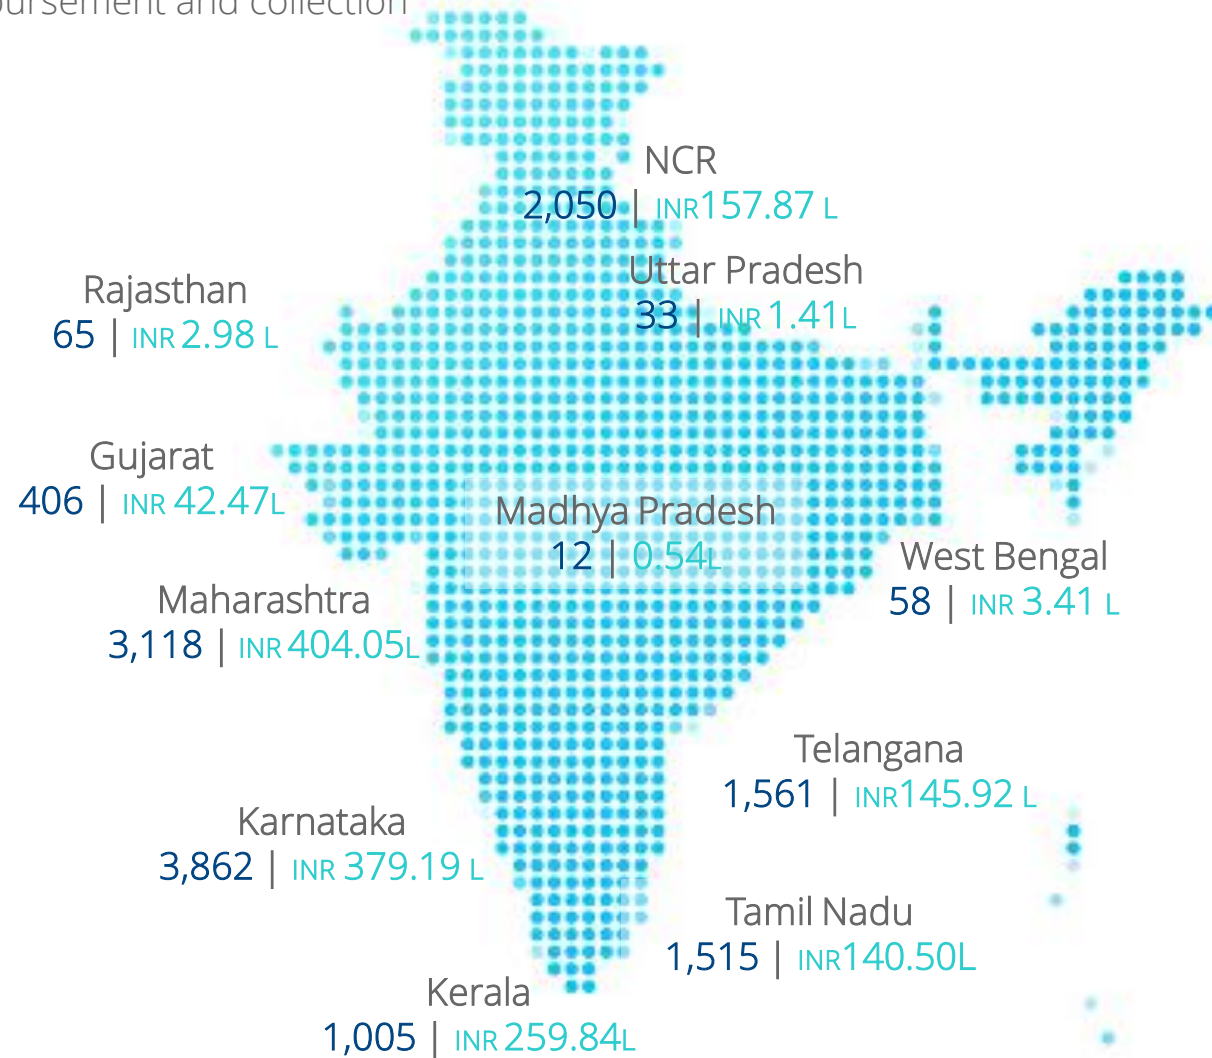 and collection
NCR
2,050 | INR157.87 L
Uttar Pradesh
33 | INR 1.41L
Rajasthan
65 | INR 2.98 L
Gujarat
406 | INR 42.47L
Madhya Pradesh
12 | 0.54L
West Bengal
58 | INR 3.41 L
Maharashtra
3,118 | INR 404.05L
Telangana
1,561 | INR145.92 L
Karnataka
3,862 | INR 379.19 L
Tamil Nadu
1,515 | INR140.50L
Kerala
1,005 | INR 259.84L